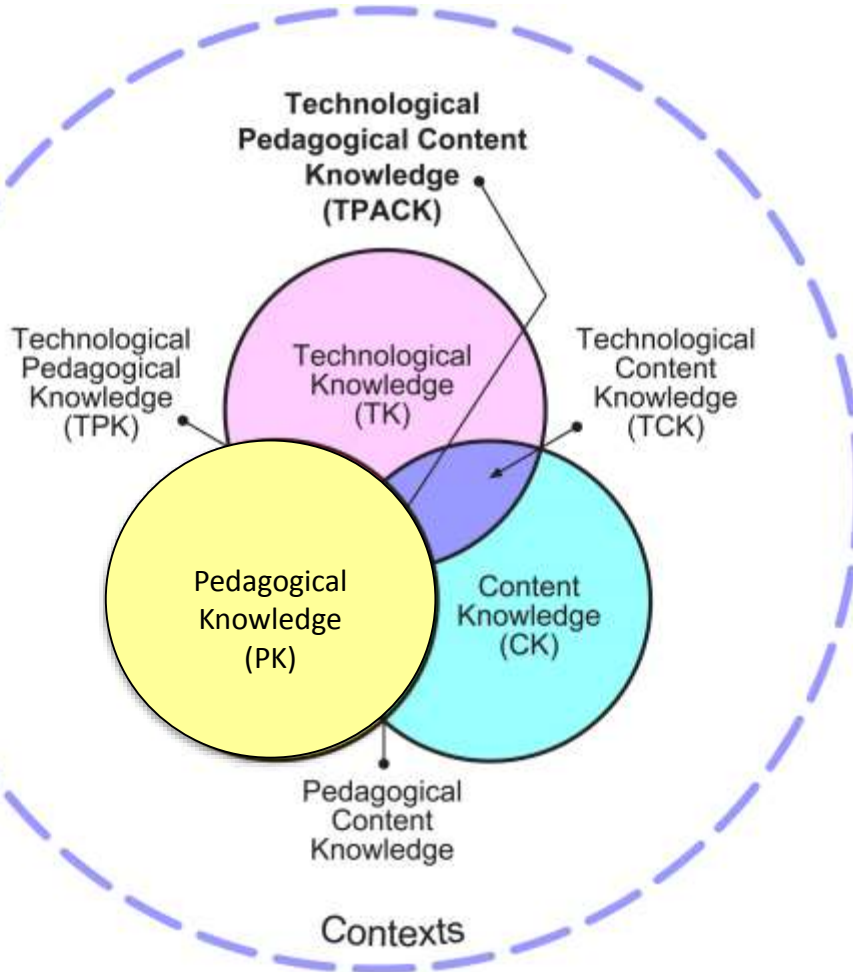 Technological
Pedagogical Content
Knowledge
(TPACK)
Technological
Pedagogical
Knowledge
(TPK)
Technological
Knowledge
(TK)
Technological
Content
Knowledge
(TCK)
Pedagogical
Knowledge
(PK)
Content
Knowledge
(CK)
Pedagogical
Content
Knowledge
Contexts